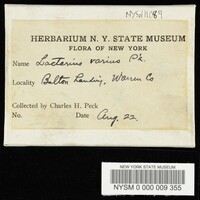 NYSf11089
HERBARIUM N. Y. STATE MUSEUM
FLORA OF NEW YORK
Name Lactarius varius Pk.
Locality Bolton Landing, Warren Co
Collected by Charles H. Peck
No. Date Aug. 22.
NEW YORK STATE MUSEUM
NYSM 0 000 009 355